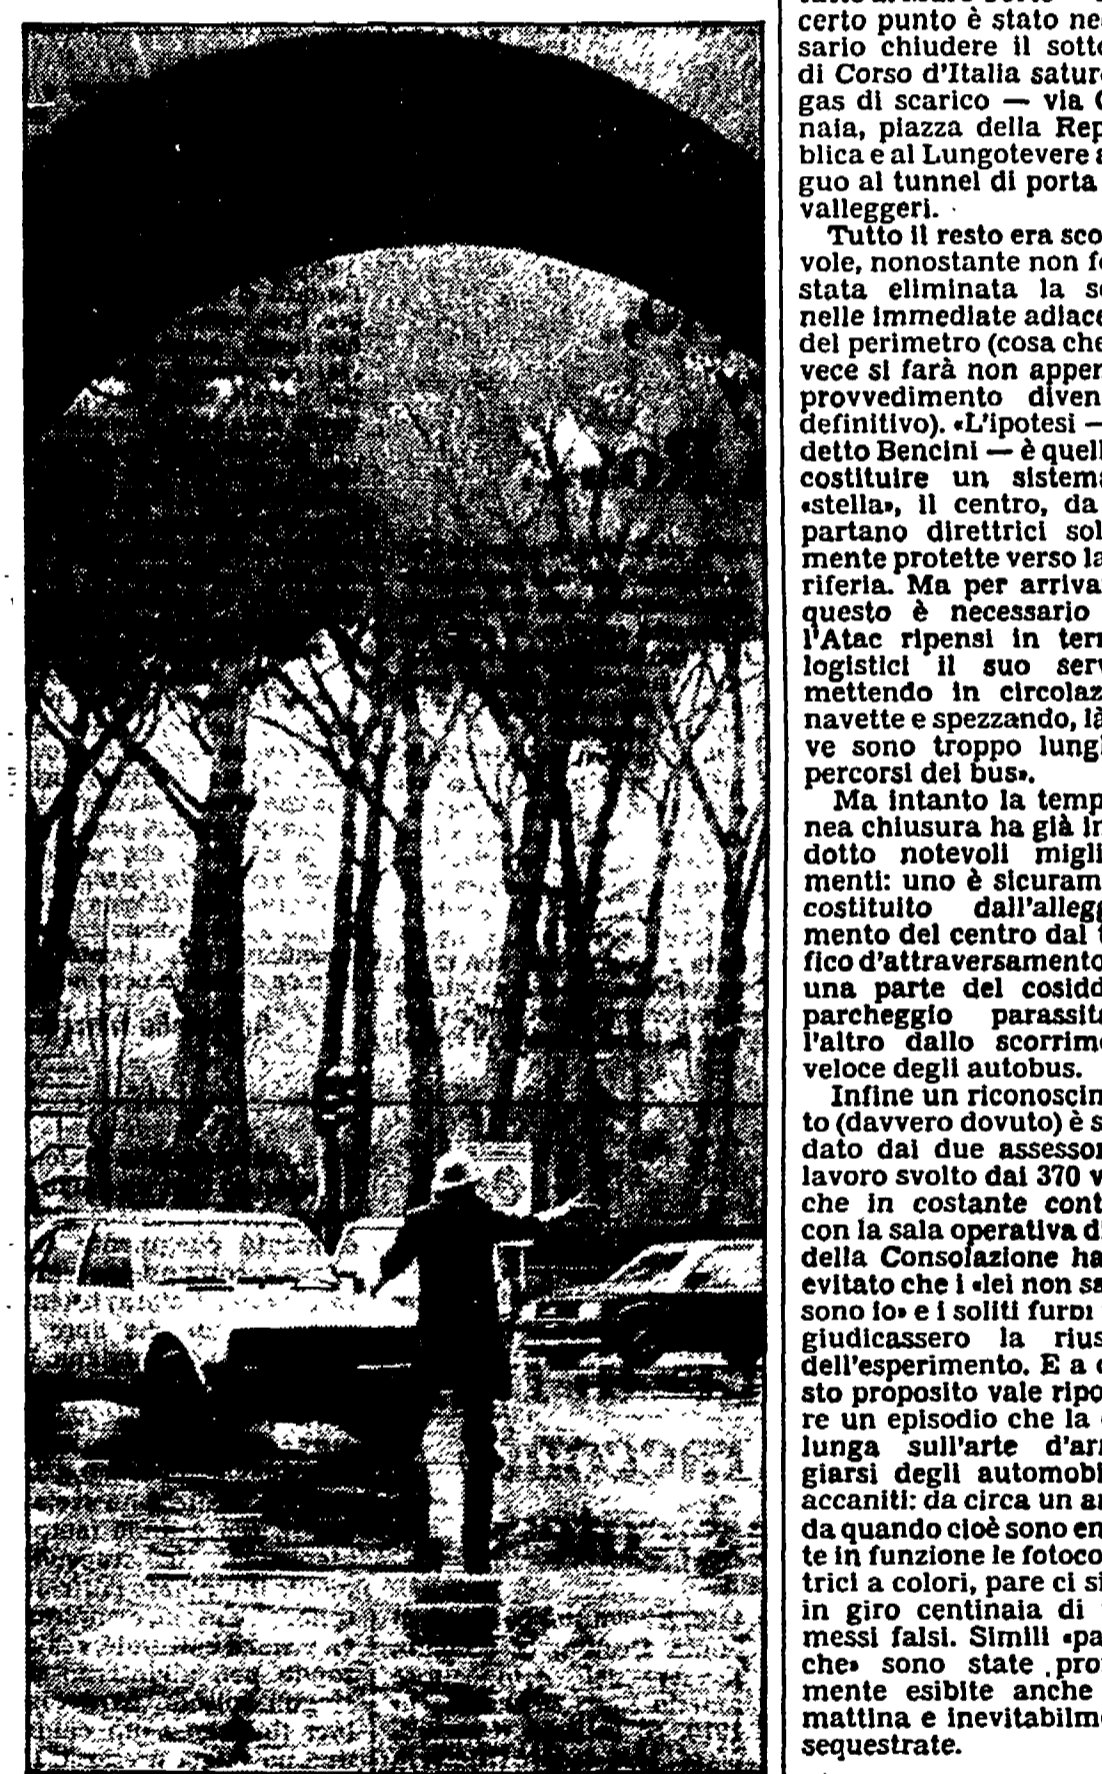 certo punto è stato ne
sario chiudere il sott
di Corso d'Italia satur
gas di scarico — via
naia, piazza della Rep
blica e al Lungotevere a
guo al tunnel di porta
valleggeri.
Tutto il resto era sco
vole, nonostante non f
stata eliminata la s
nelle immediate adiace
del perimetro (cosa che
vece si farà non apper
provvedimento diven
definitivo). «L'ipotesi —
detto Bencini — è quell
costituire un sistema
«stella», il centro, da
partano direttrici sol
mente protette verso la
riferia. Ma per arriva
questo è necessario
l'Atac ripensi in ter
logistici il suo serv
mettendo in circolaz
navette e spezzando, là
ve sono troppo lung
percorsi dei bus».
Ma intanto la temp
nea chiusura ha già in
dotto notevoli migli
menti: uno è sicuram
costituito dall'allegg
mento del centro dal t
fico d'attraversamento
una parte del cosidd
parcheggio parassita
l'altro dallo scorrim
veloce degli autobus.
Infine un riconoscin
to (davvero dovuto) è s
dato dai due assessor
lavoro svolto dai 370 v
che in costante cont
con la sala operativa d
della Consolazione ha
evitato che i «lei non sa
sono io» e i soliti furbi
giudicassero la rius
dell'esperimento. E a
sto proposito vale ripo
re un episodio che la
lunga sull'arte d'ar
giarsi degli automobi
accaniti: da circa un a
da quando cioè sono en
te in funzione le fotoco
trici a colori, pare ci si
in giro centinaia di
messi falsi. Simili «pa
che» sono state pro
mente esibite anche
mattina e inevitabilm
sequestrate.